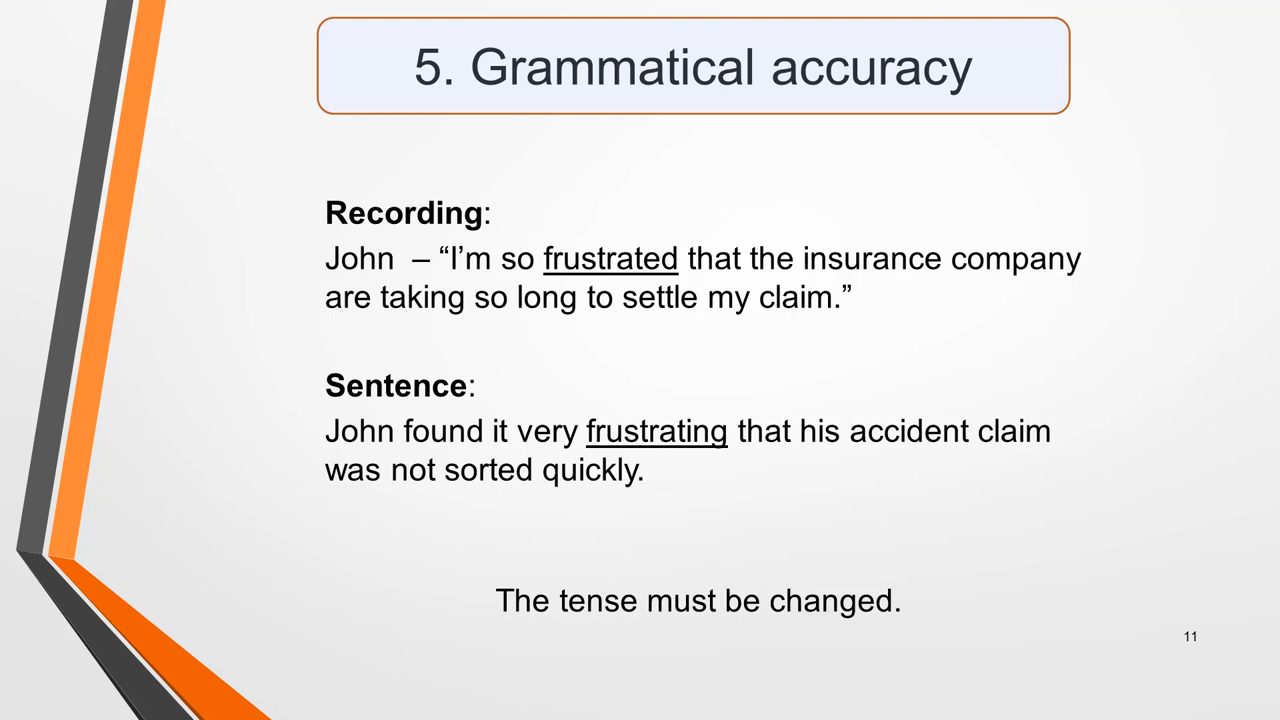 5. Grammatical accuracy
Recording:
John – “I’m so frustrated that the insurance company
are taking so long to settle my claim.”
Sentence:
John found it very frustrating that his accident claim
was not sorted quickly.
The tense must be changed.
11